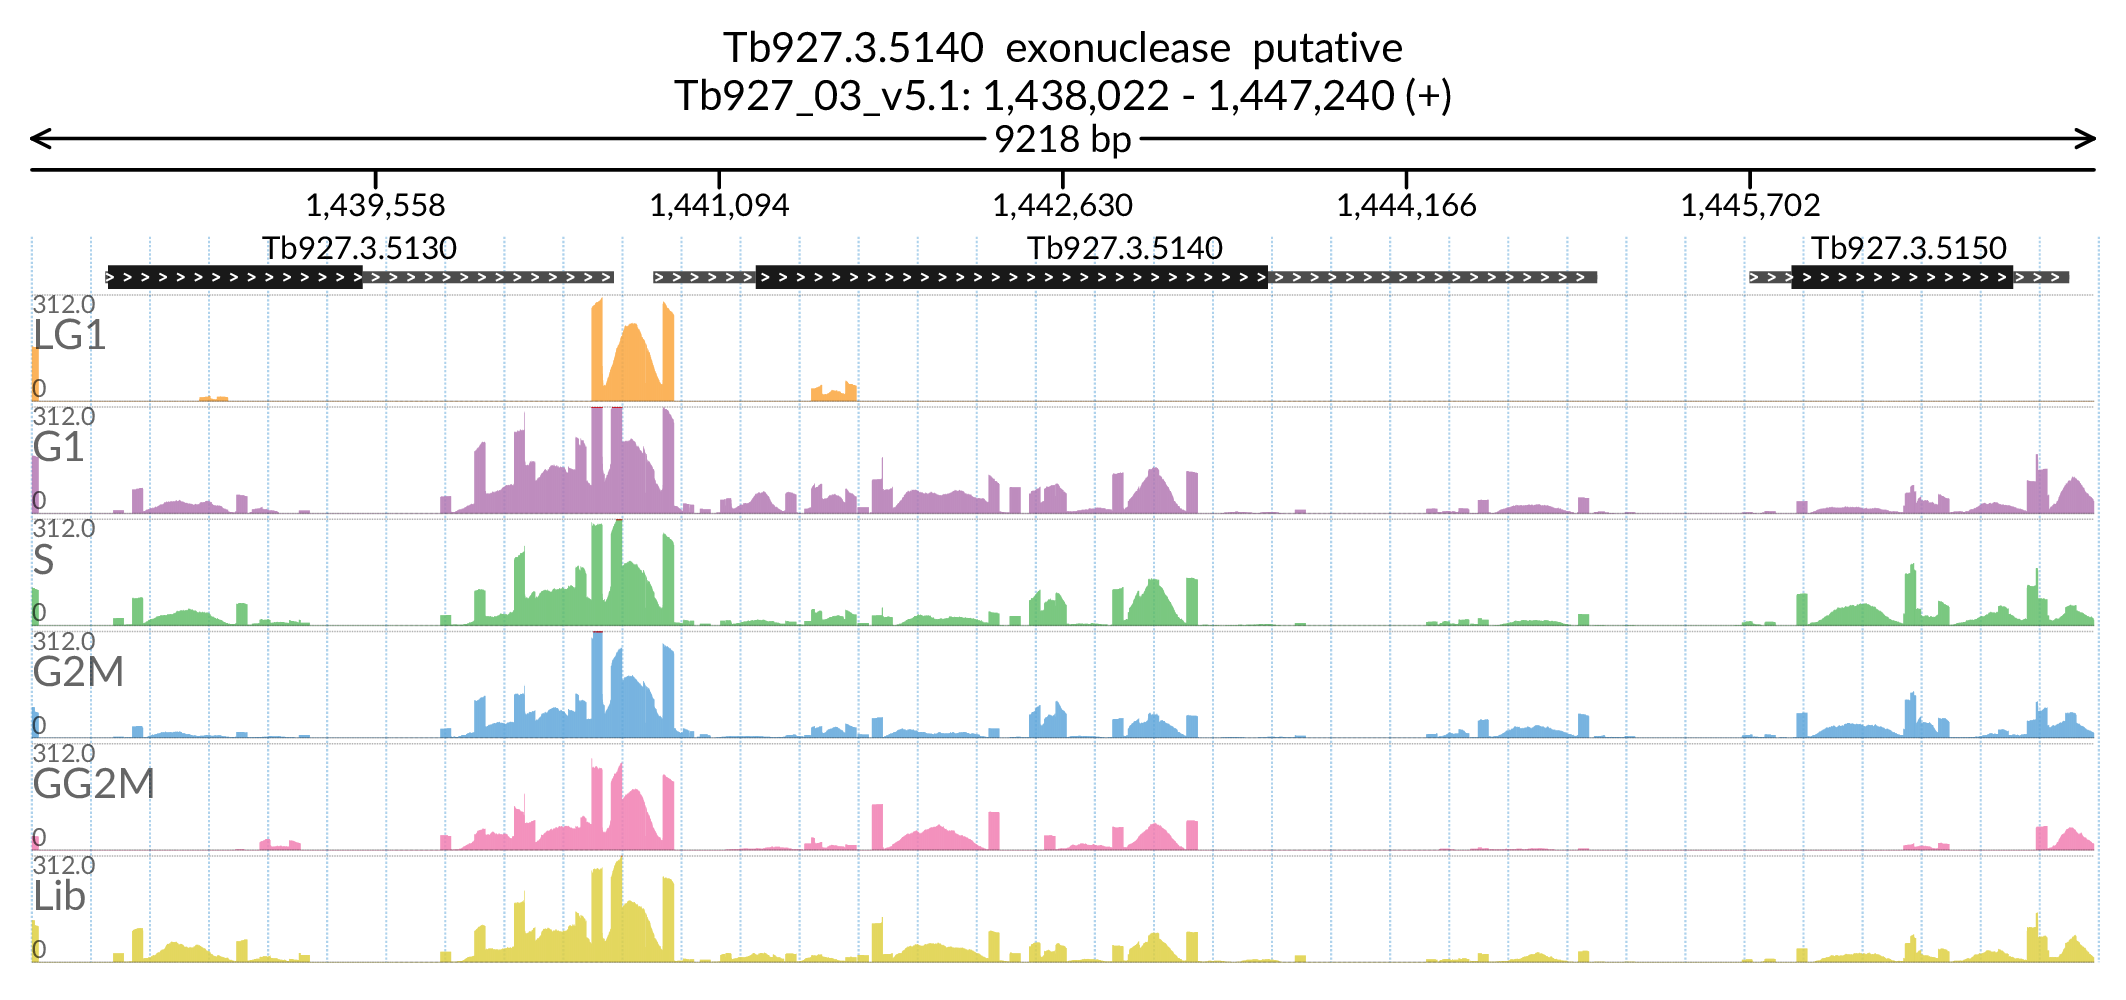 Tb927.3.5140 exonuclease putative
Tb927_03_v5.1: 1,438,022 - 1,447,240 (+)
9218 bp
1,439,558 1,441,094 1,442,630 1,444,166 1,445,702
Tb927.3.5130 Tb927.3.5140 Tb927.3.5150
312.0
LG1
0
312.0
G1
0
312.0
S
0
312.0
G2M
0
312.0
GG2M
0
312.0
Lib
0